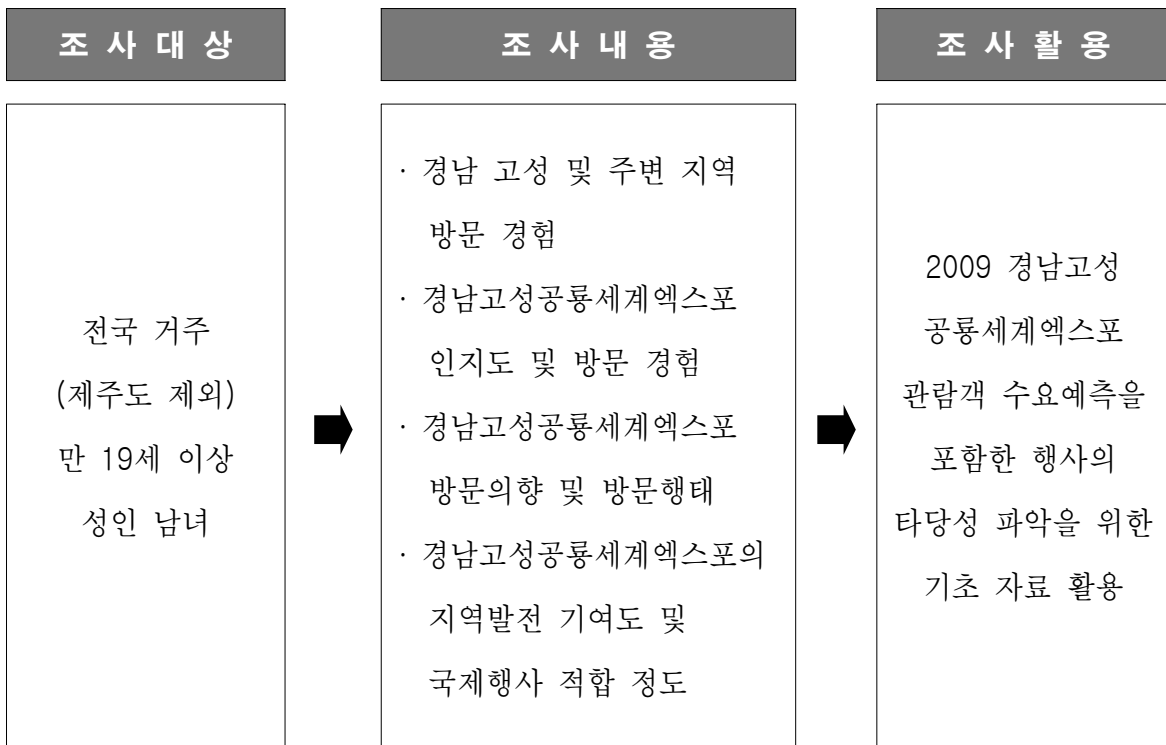 조 사 대 상
전국 거주
(제주도 제외)
만 19세 이상
성인 남녀
조 사 내 용
· 경남 고성 및 주변 지역
방문 경험
· 경남고성공룡세계엑스포
인지도 및 방문 경험
· 경남고성공룡세계엑스포
방문의향 및 방문행태
· 경남고성공룡세계엑스포의
지역발전 기여도 및
국제행사 적합 정도
조 사 활 용
2009 경남고성
공룡세계엑스포
관람객 수요예측을
포함한 행사의
타당성 파악을 위한
기초 자료 활용